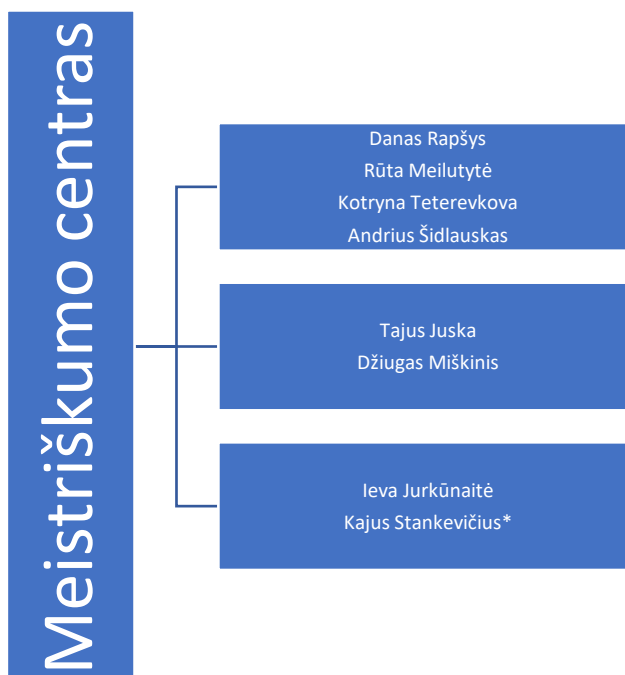 Meistriškumo centras
Danas Rapšys
Rūta Meilutytė
Kotryna Teterevkova
Andrius Šidlauskas
Tajus Juska
Džiugas Miškinis
Ieva Jurkūnaitė
Kajus Stankevičius*